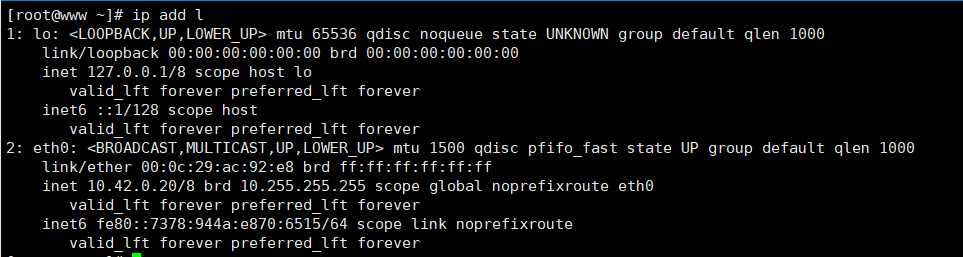 [root@www ~]# ip add l
1: lo: <LOOPBACK,UP,LOWER_UP> mtu 65536 qdisc noqueue state UNKNOWN group default qlen 1000
    link/loopback 00:00:00:00:00:00 brd 00:00:00:00:00:00
    inet 127.0.0.1/8 scope host lo
       valid_lft forever preferred_lft forever
    inet6 ::1/128 scope host
       valid_lft forever preferred_lft forever
2: eth0: <BROADCAST,MULTICAST,UP,LOWER_UP> mtu 1500 qdisc pfifo_fast state UP group default qlen 1000
    link/ether 00:0c:29:ac:92:e8 brd ff:ff:ff:ff:ff:ff
    inet 10.42.0.20/8 brd 10.255.255.255 scope global noprefixroute eth0
       valid_lft forever preferred_lft forever
    inet6 fe80::7378:944a:e870:6515/64 scope link noprefixroute
       valid_lft forever preferred_lft forever